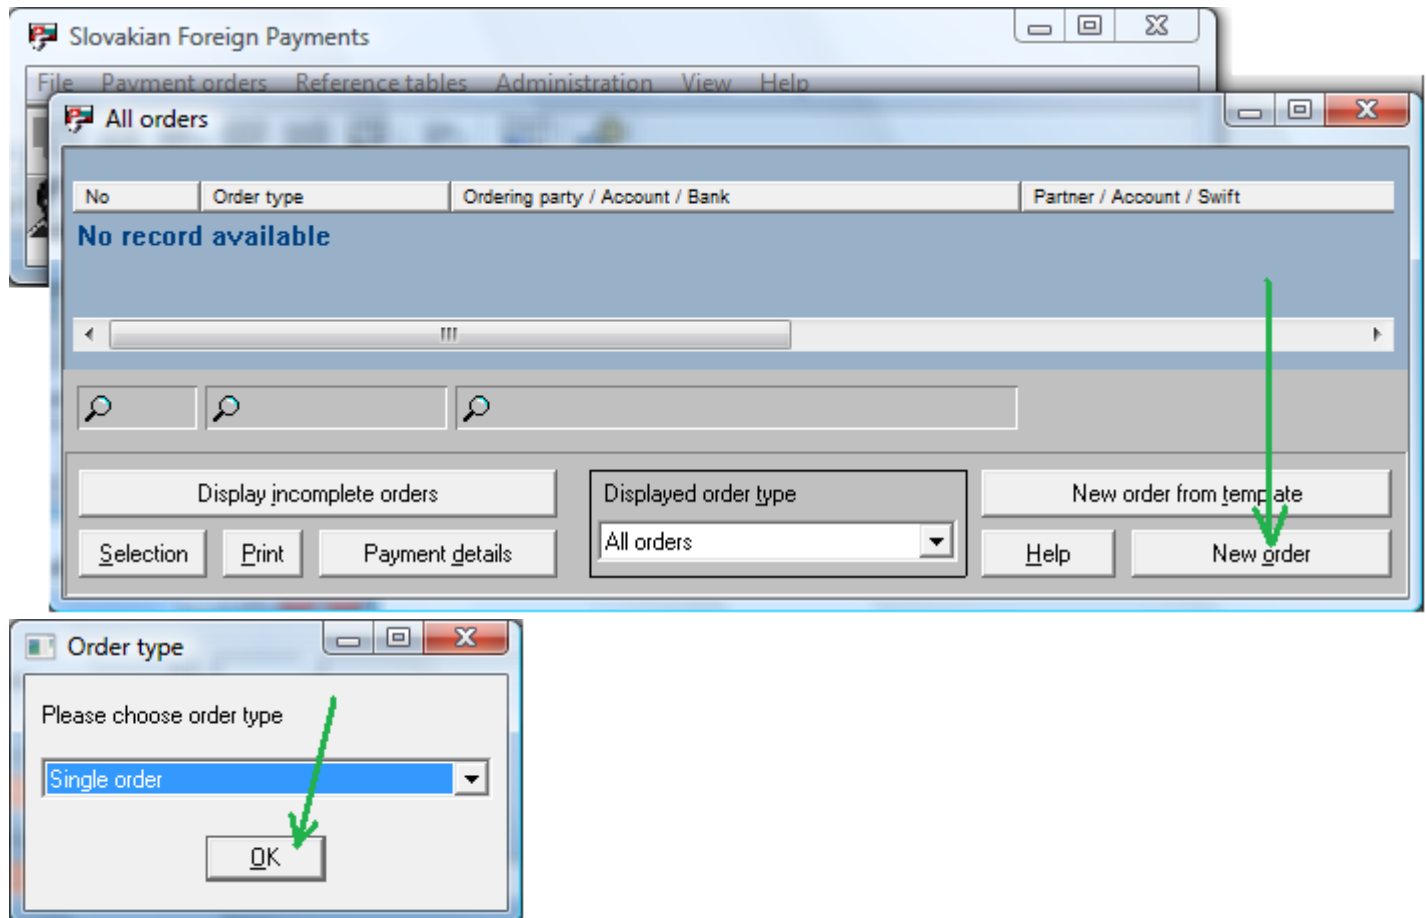 Slovakian Foreign Payments
File Payment orders Reference tables Administration View Help
All orders
No Order type Ordering party / Account / Bank Partner / Account / Swift
No record available
Display incomplete orders
Displayed order type
New order from template
Selection Print Payment details
All orders
Help New order
Order type
Please choose order type
Single order
OK